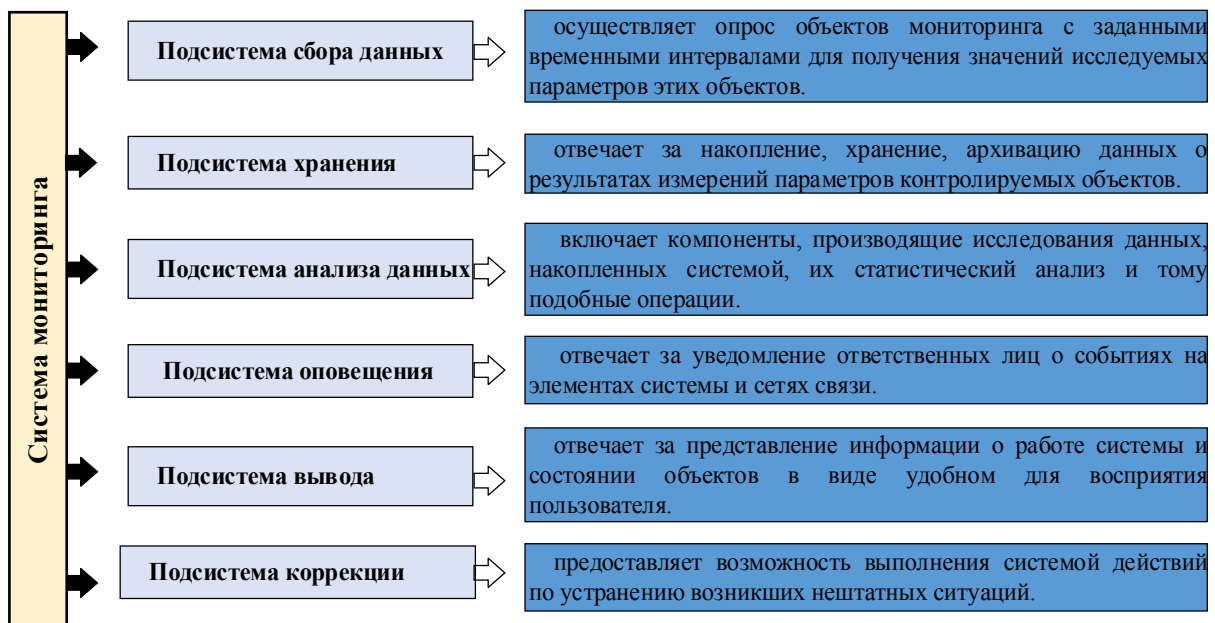 Система мониторинга
Подсистема сбора данных
осуществляет опрос объектов мониторинга с заданными
временными интервалами для получения значений исследуемых
параметров этих объектов.
Подсистема хранения
отвечает за накопление, хранение, архивацию данных о
результатах измерений параметров контролируемых объектов.
Подсистема анализа данных
включает компоненты, производящие исследования данных,
накопленных системой, их статистический анализ и тому
подобные операции.
Подсистема оповещения
отвечает за уведомление ответственных лиц о событиях на
элементах системы и сетях связи.
Подсистема вывода
отвечает за представление информации о работе системы и
состоянии объектов в виде удобном для восприятия
пользователя.
Подсистема коррекции
предоставляет возможность выполнения системой действий
по устранению возникших нештатных ситуаций.